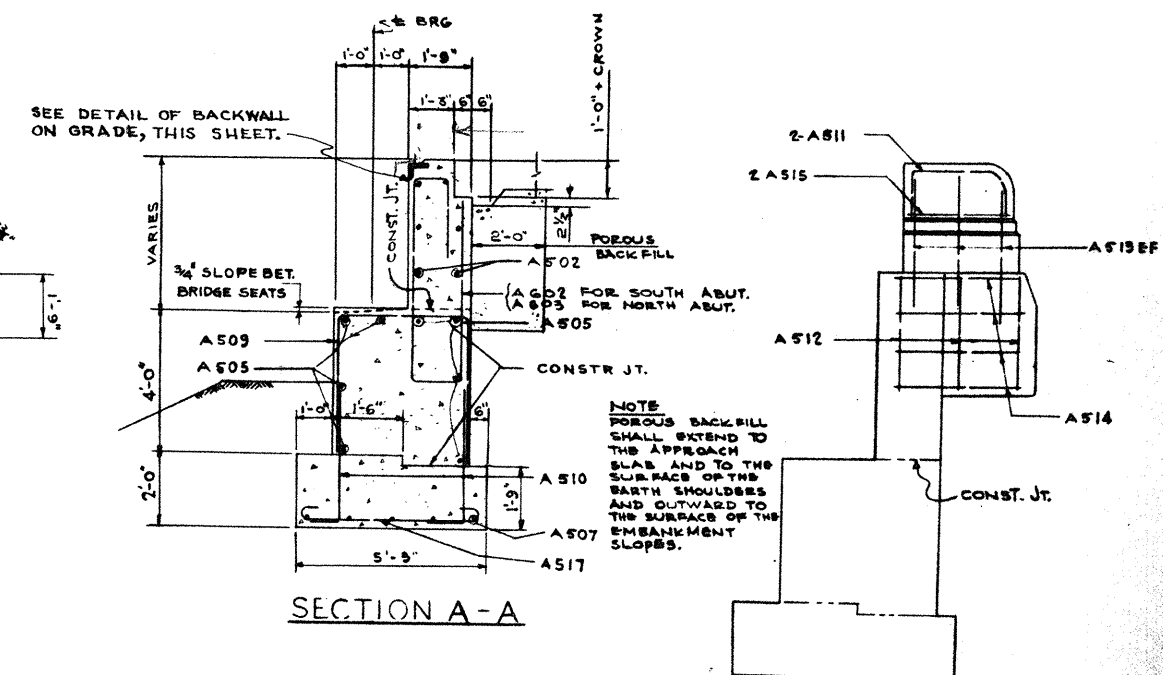 ℄ BRG
1'-0"
1'-0"
1'-9"
1'-3"
6"
6"
1'-0" + CROWN
SEE DETAIL OF BACKWALL
ON GRADE, THIS SHEET.
VARIES
CONST. JT.
2'-0"
2½"
POROUS
BACKFILL
A502
¾" SLOPE BET.
BRIDGE SEATS
A602 FOR SOUTH ABUT.
A603 FOR NORTH ABUT.
A505
1'-9"
A509
A505
CONSTR JT.
4'-0"
1'-0"
1'-6"
6"
2'-0"
A510
1'-9"
A507
A517
5'-3"
SECTION A-A
NOTE
POROUS BACKFILL
SHALL EXTEND TO
THE APPROACH
SLAB AND TO THE
SURFACE OF THE
EARTH SHOULDERS
AND OUTWARD TO
THE SURFACE OF THE
EMBANKMENT
SLOPES.
2-A511
2 A515
A513EF
A512
A514
CONST. JT.